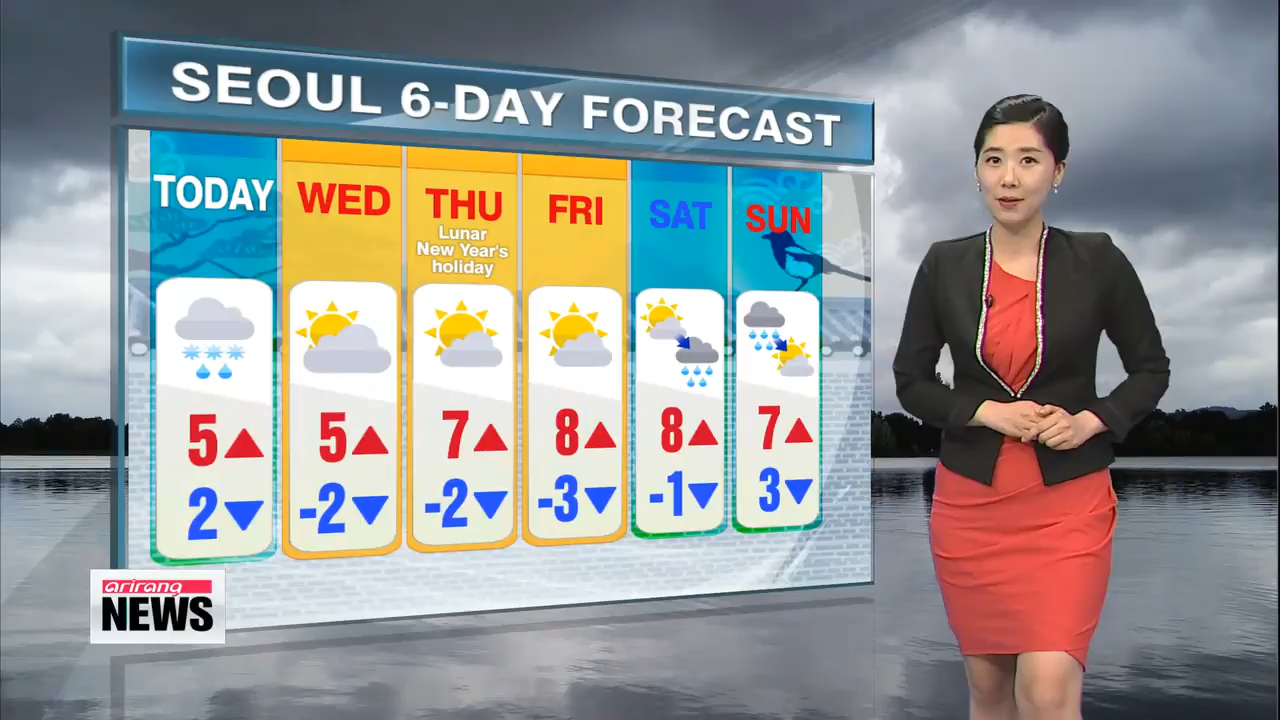 SEOUL 6-DAY FORECAST
TODAY
WED
THU
FRI
SAT
SUN
Lunar
New Year's
holiday
5
5
7
8
8
7
2
-2
-2
-3
-1
3
arirang
NEWS